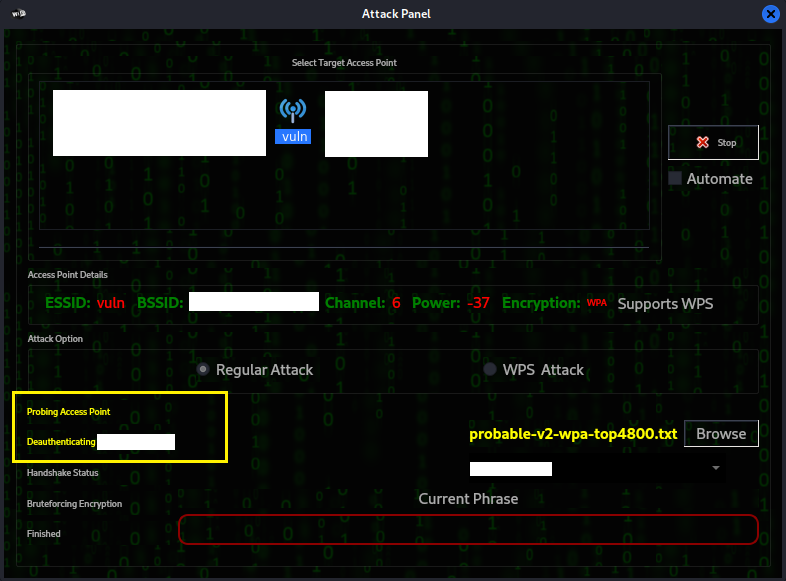 Attack Panel
Select Target Access Point
vuln
Stop
Automate
Access Point Details
ESSID: vuln BSSID: Channel: 6 Power: -37 Encryption: WPA Supports WPS
Attack Option
Regular Attack WPS Attack
Probing Access Point
Deauthenticating
probable-v2-wpa-top4800.txt Browse
Handshake Status
Current Phrase
Bruteforcing Encryption
Finished